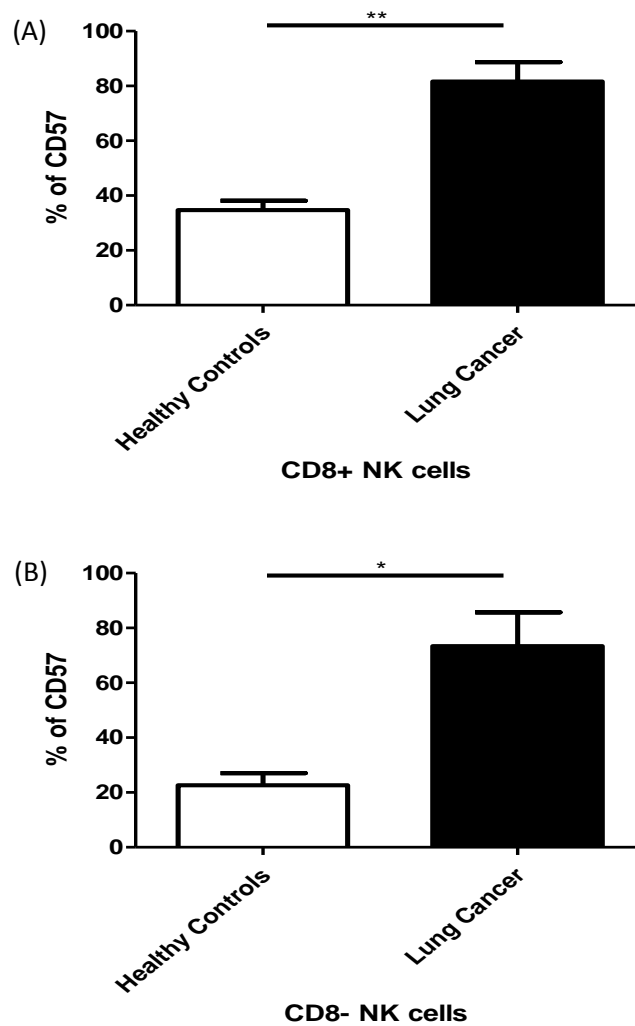 (A)
**
100
80
60
40
20
0
% of CD57
Healthy Controls
Lung Cancer
CD8+ NK cells
(B)
*
100
80
60
40
20
0
% of CD57
Healthy Controls
Lung Cancer
CD8- NK cells